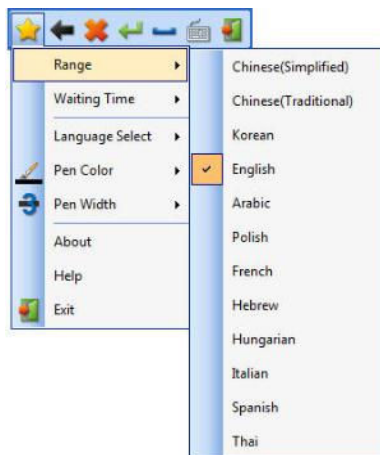 Range
Waiting Time
Language Select
Pen Color
Pen Width
About
Help
Exit
Chinese(Simplified)
Chinese(Traditional)
Korean
English
Arabic
Polish
French
Hebrew
Hungarian
Italian
Spanish
Thai